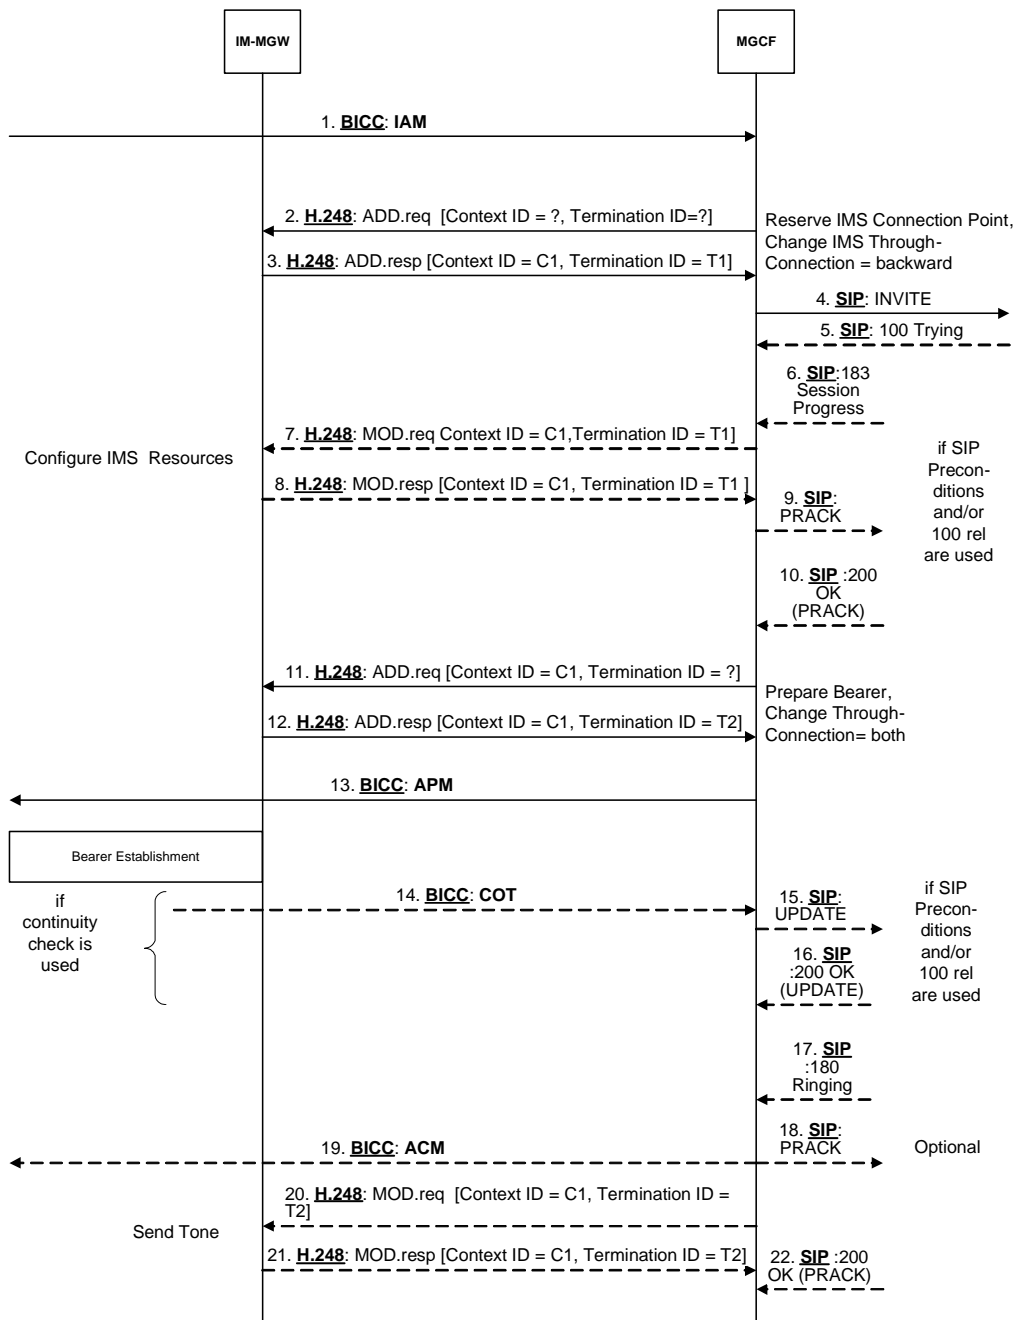 IM-MGW
MGCF
1. BICC: IAM
2. H.248: ADD.req [Context ID = ?, Termination ID=?]
Reserve IMS Connection Point,
Change IMS Through-
Connection = backward
3. H.248: ADD.resp [Context ID = C1, Termination ID = T1]
4. SIP: INVITE
5. SIP: 100 Trying
6. SIP:183
Session
Progress
7. H.248: MOD.req Context ID = C1,Termination ID = T1]
Configure IMS Resources
if SIP
Precon-
ditions
and/or
100 rel
are used
8. H.248: MOD.resp [Context ID = C1, Termination ID = T1 ]
9. SIP:
PRACK
10. SIP :200
OK
(PRACK)
11. H.248: ADD.req [Context ID = C1, Termination ID = ?]
Prepare Bearer,
Change Through-
Connection= both
12. H.248: ADD.resp [Context ID = C1, Termination ID = T2]
13. BICC: APM
Bearer Establishment
if
continuity
check is
used
14. BICC: COT
15. SIP:
UPDATE
if SIP
Precon-
ditions
and/or
100 rel
are used
16. SIP
:200 OK
(UPDATE)
17. SIP
:180
Ringing
18. SIP:
PRACK
Optional
19. BICC: ACM
20. H.248: MOD.req [Context ID = C1, Termination ID =
T2]
Send Tone
21. H.248: MOD.resp [Context ID = C1, Termination ID = T2]
22. SIP :200
OK (PRACK)